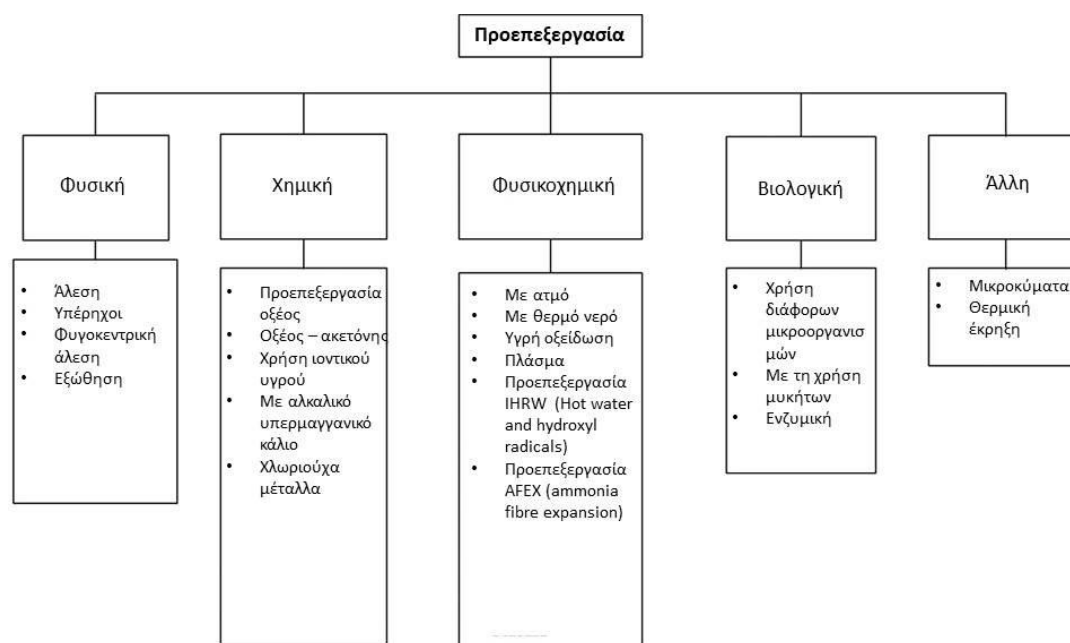 Προεπεξεργασία
Φυσική
Χημική
Φυσικοχημική
Βιολογική
Άλλη
• Άλεση
• Υπέρηχοι
• Φυγοκεντρική
άλεση
• Εξώθηση
• Προεπεξεργασία
οξέος
• Οξέος – ακετόνης
• Χρήση ιοντικού
υγρού
• Με αλκαλικό
υπερμαγγανικό
κάλιο
• Χλωριούχα
μέταλλα
• Με ατμό
• Με θερμό νερό
• Υγρή οξείδωση
• Πλάσμα
• Προεπεξεργασία
IHRW (Hot water
and hydroxyl
radicals)
• Προεπεξεργασία
AFEX (ammonia
fibre expansion)
• Χρήση
διάφορων
μικροοργανισ
μών
• Με τη χρήση
μυκήτων
• Ενζυμική
• Μικροκύματα
• Θερμική
έκρηξη